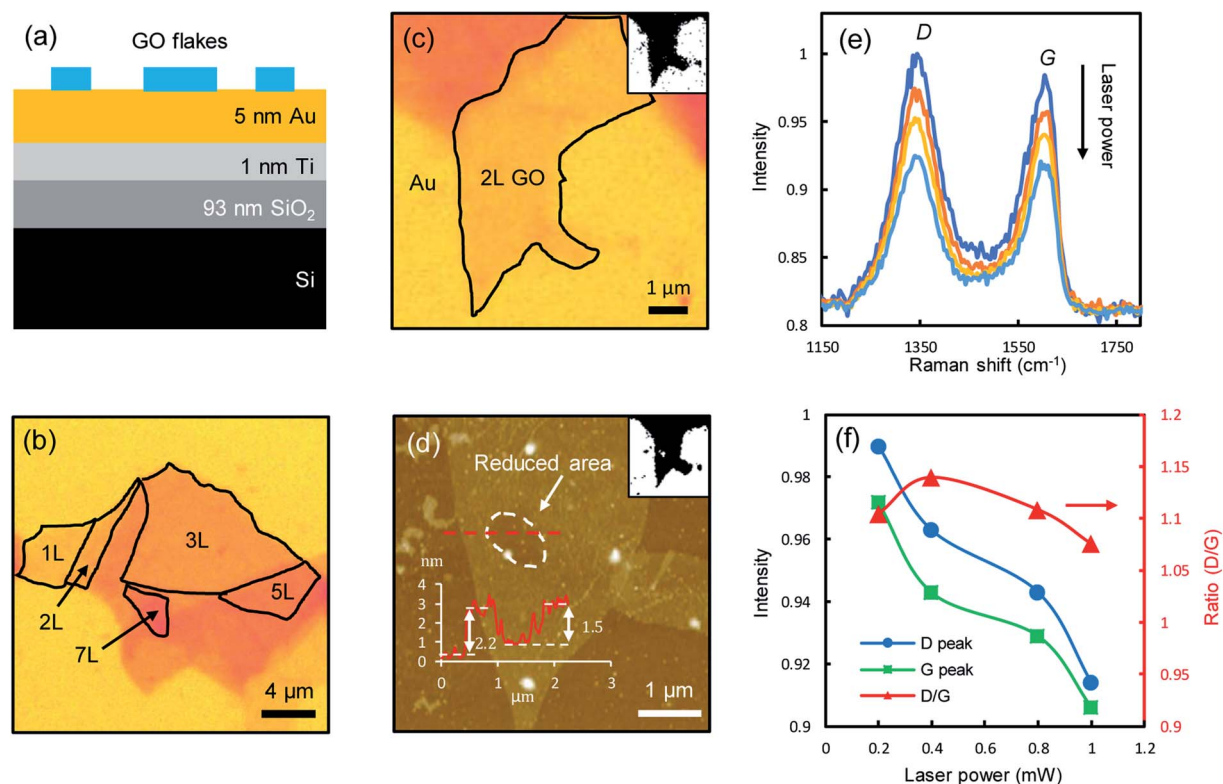 (a)
GO flakes
5 nm Au
1 nm Ti
93 nm SiO₂
Si
(b)
1L
2L
3L
5L
7L
4 µm
(c)
Au
2L GO
1 µm
(d)
Reduced area
nm
4
3
2
1
0
2.2
1.5
0 1 2 3
µm
1 µm
(e)
D
G
Laser power
Intensity
1
0.95
0.9
0.85
0.8
1150 1350 1550 1750
Raman shift (cm⁻¹)
(f)
Intensity
1
0.98
0.96
0.94
0.92
0.9
D peak
G peak
D/G
1.2
1.15
1.10
1.05
1
0.95
0.9
Ratio (D/G)
0 0.2 0.4 0.6 0.8 1 1.2
Laser power (mW)